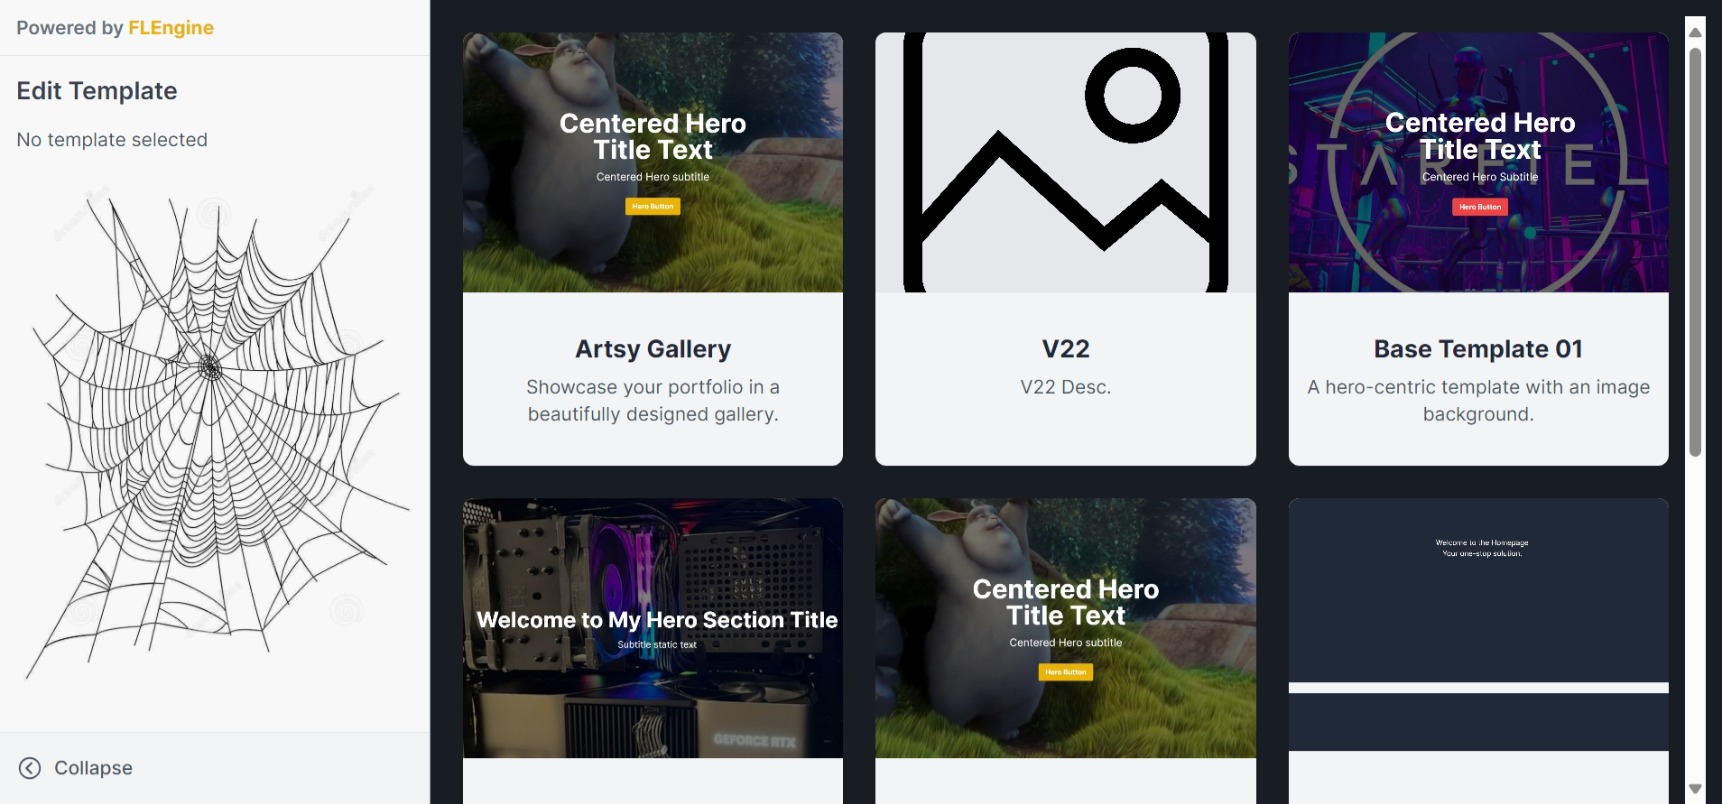 Powered by FLEngine
Edit Template
No template selected
Collapse
Centered Hero
Title Text
Centered Hero subtitle
Hero Button
Artsy Gallery
Showcase your portfolio in a
beautifully designed gallery.
V22
V22 Desc.
STARFIEL
Centered Hero
Title Text
Centered Hero Subtitle
Hero Button
Base Template 01
A hero-centric template with an image
background.
Welcome to My Hero Section Title
Subtitle static text
GEFORCE RTX
Centered Hero
Title Text
Centered Hero subtitle
Hero Button
Welcome to the Homepage
Your one-stop solution.